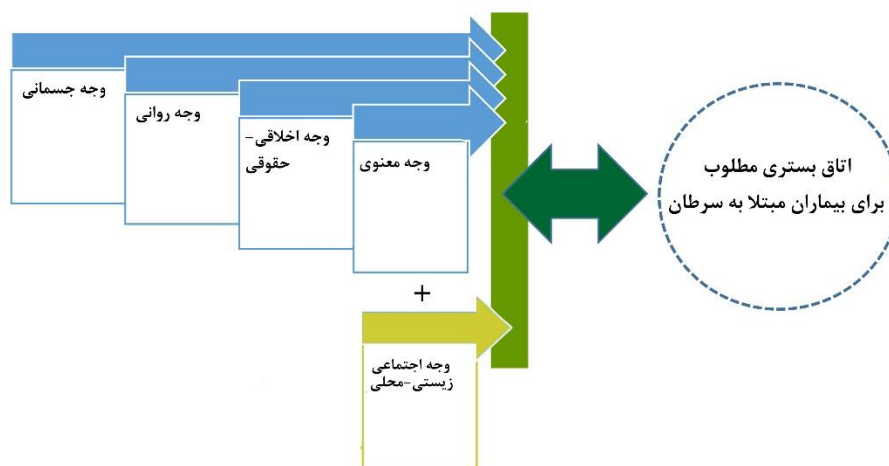 وجه جسمانی
وجه روانی
وجه اخلاقی-
حقوقی
وجه معنوی
+
وجه اجتماعی
زیستی-محلی
اتاق بستری مطلوب
برای بیماران مبتلا به سرطان